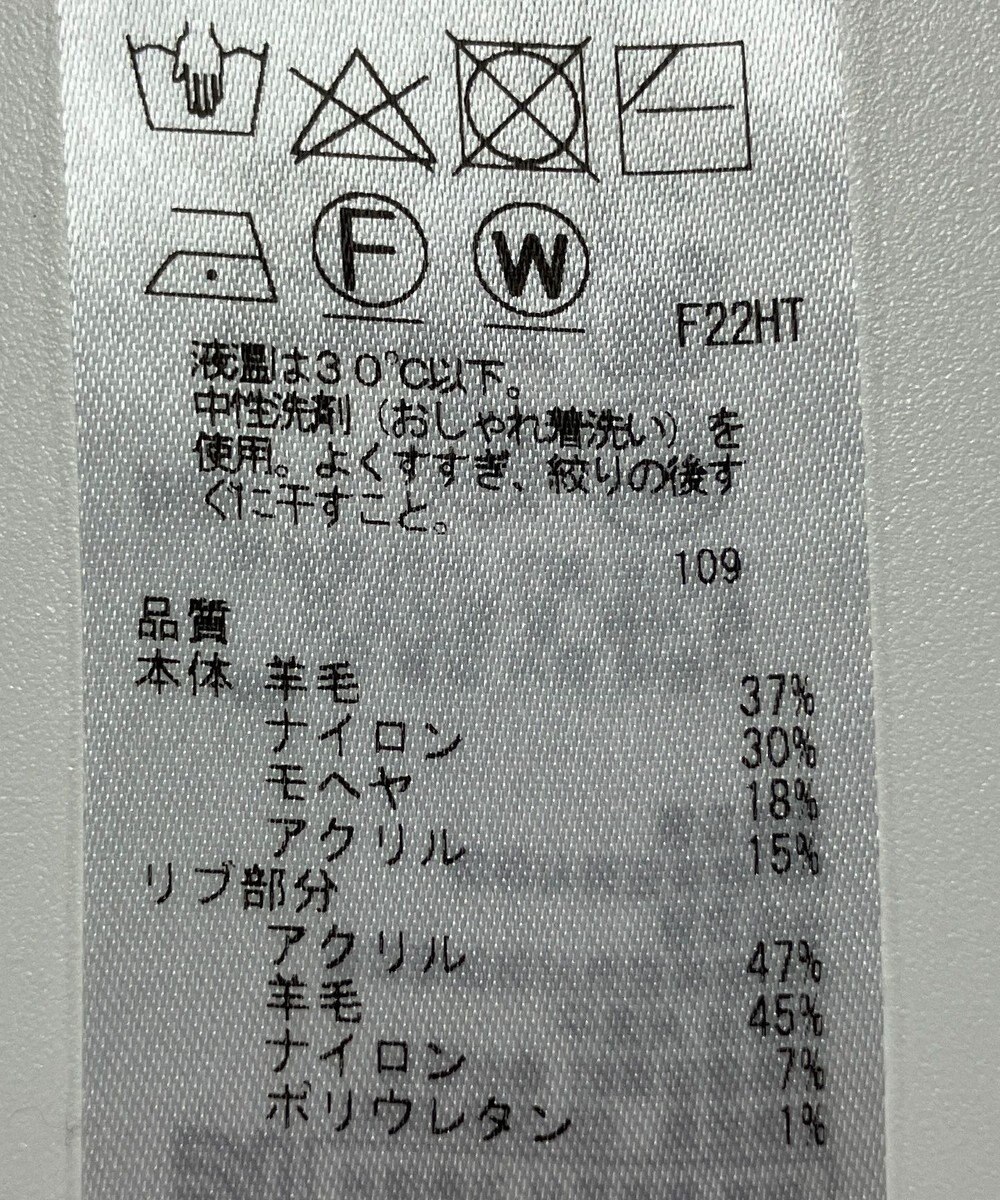 F W
F22HT
液温は30℃以下。
中性洗剤（おしゃれ着洗い）を
使用。よくすすぎ、絞りの後す
ぐに干すこと。
109
品質
本体 羊毛 37%
ナイロン 30%
モヘヤ 18%
アクリル 15%
リブ部分
アクリル 47%
羊毛 45%
ナイロン 7%
ポリウレタン 1%